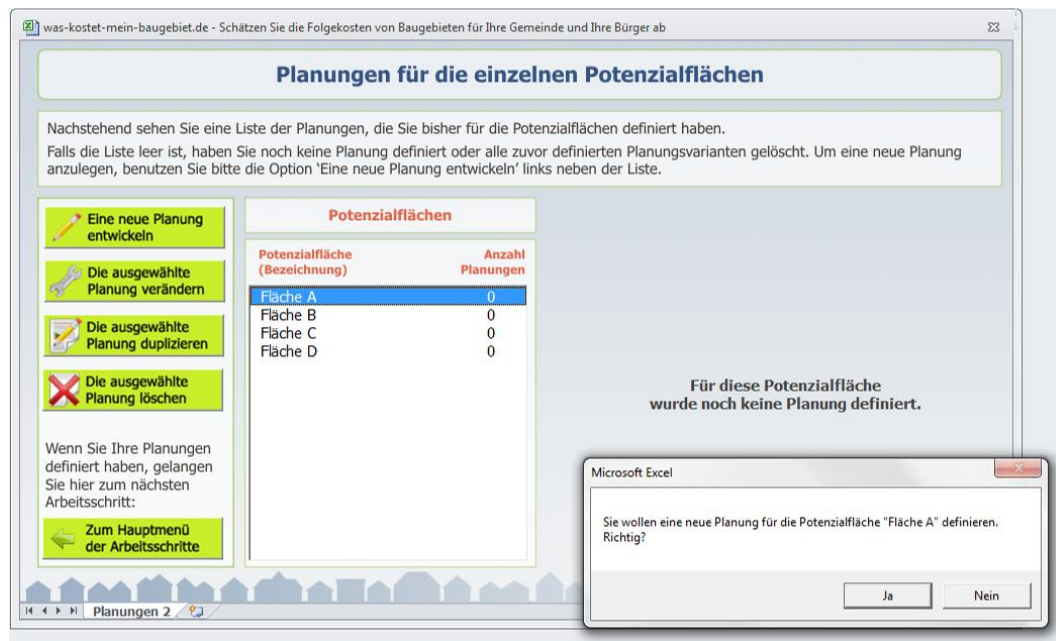 was-kostet-mein-baugebiet.de - Schätzen Sie die Folgekosten von Baugebieten für Ihre Gemeinde und Ihre Bürger ab
Planungen für die einzelnen Potenzialflächen
Nachstehend sehen Sie eine Liste der Planungen, die Sie bisher für die Potenzialflächen definiert haben.
Falls die Liste leer ist, haben Sie noch keine Planung definiert oder alle zuvor definierten Planungsvarianten gelöscht. Um eine neue Planung
anzulegen, benutzen Sie bitte die Option 'Eine neue Planung entwickeln' links neben der Liste.
Eine neue Planung
entwickeln
Die ausgewählte
Planung verändern
Die ausgewählte
Planung duplizieren
Die ausgewählte
Planung löschen
Wenn Sie Ihre Planungen
definiert haben, gelangen
Sie hier zum nächsten
Arbeitsschritt:
Zum Hauptmenü
der Arbeitsschritte
Potenzialflächen
Potenzialfläche Anzahl
(Bezeichnung) Planungen
Fläche A 0
Fläche B 0
Fläche C 0
Fläche D 0
Für diese Potenzialfläche
wurde noch keine Planung definiert.
Microsoft Excel
Sie wollen eine neue Planung für die Potenzialfläche "Fläche A" definieren.
Richtig?
Ja Nein
Planungen 2